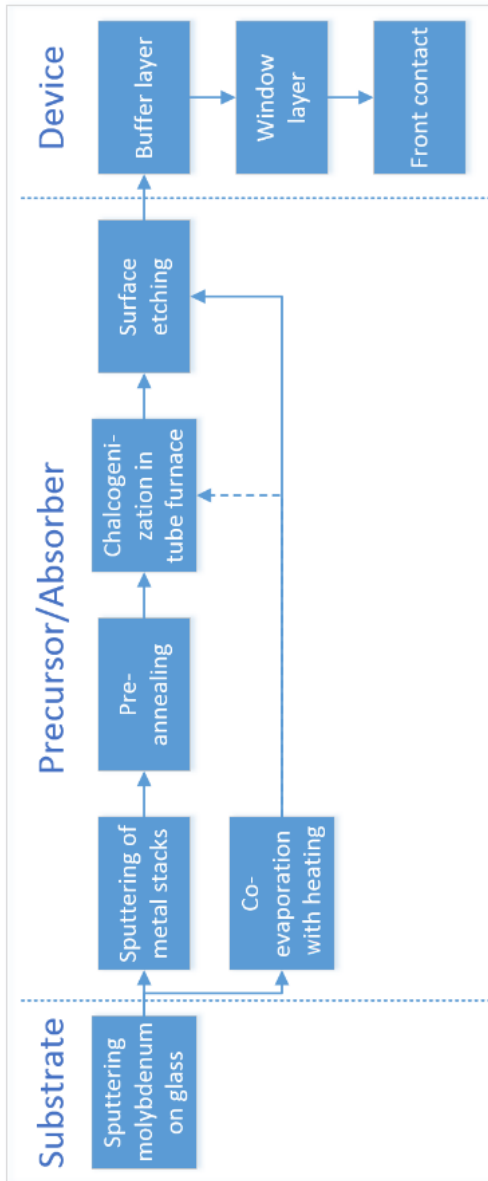 Substrate
Precursor/Absorber
Device
Sputtering
molybdenum
on glass
Sputtering of
metal stacks
Pre-
annealing
Chalcogeni-
zation in
tube furnace
Surface
etching
Buffer layer
Co-
evaporation
with heating
Window
layer
Front contact